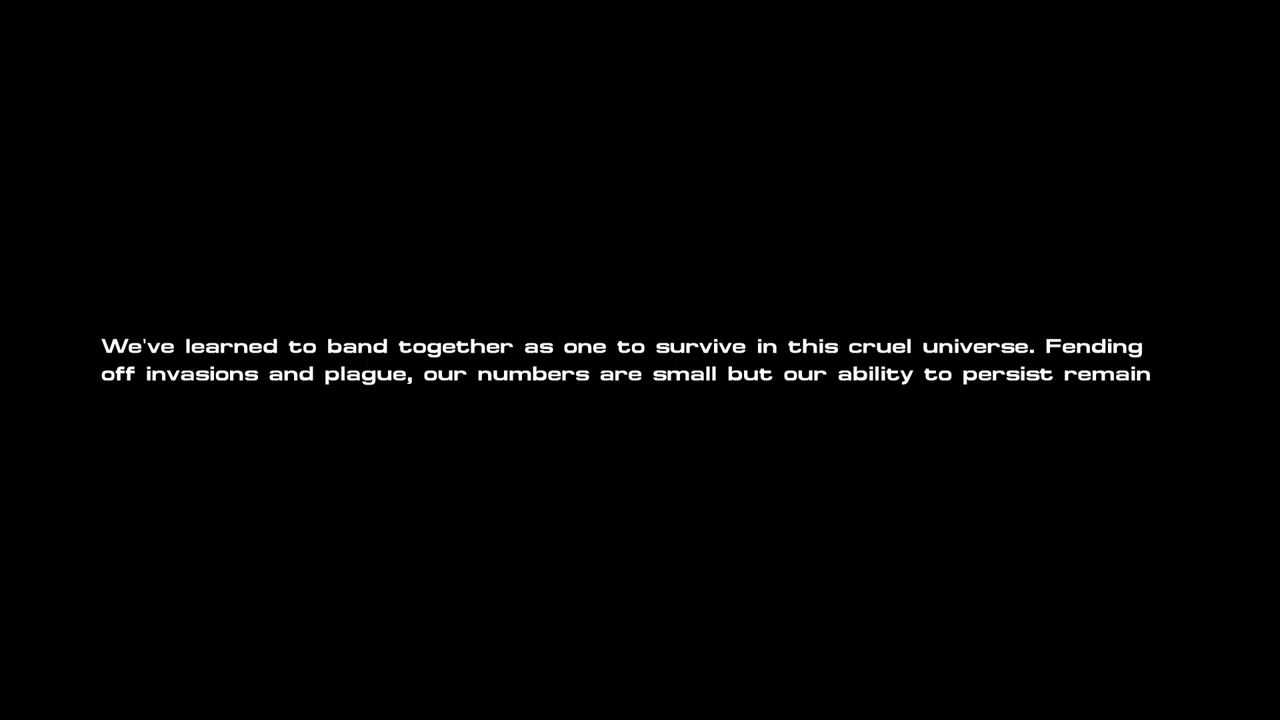 We've learned to band together as one to survive in this cruel universe. Fending
off invasions and plague, our numbers are small but our ability to persist remain